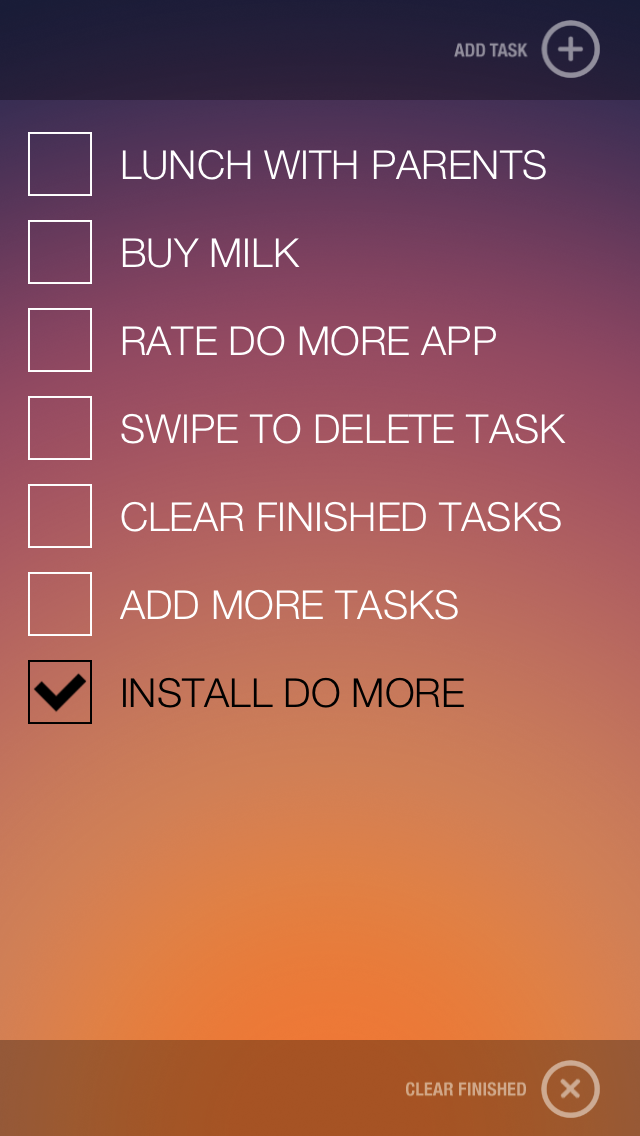 ADD TASK
LUNCH WITH PARENTS
BUY MILK
RATE DO MORE APP
SWIPE TO DELETE TASK
CLEAR FINISHED TASKS
ADD MORE TASKS
INSTALL DO MORE
CLEAR FINISHED